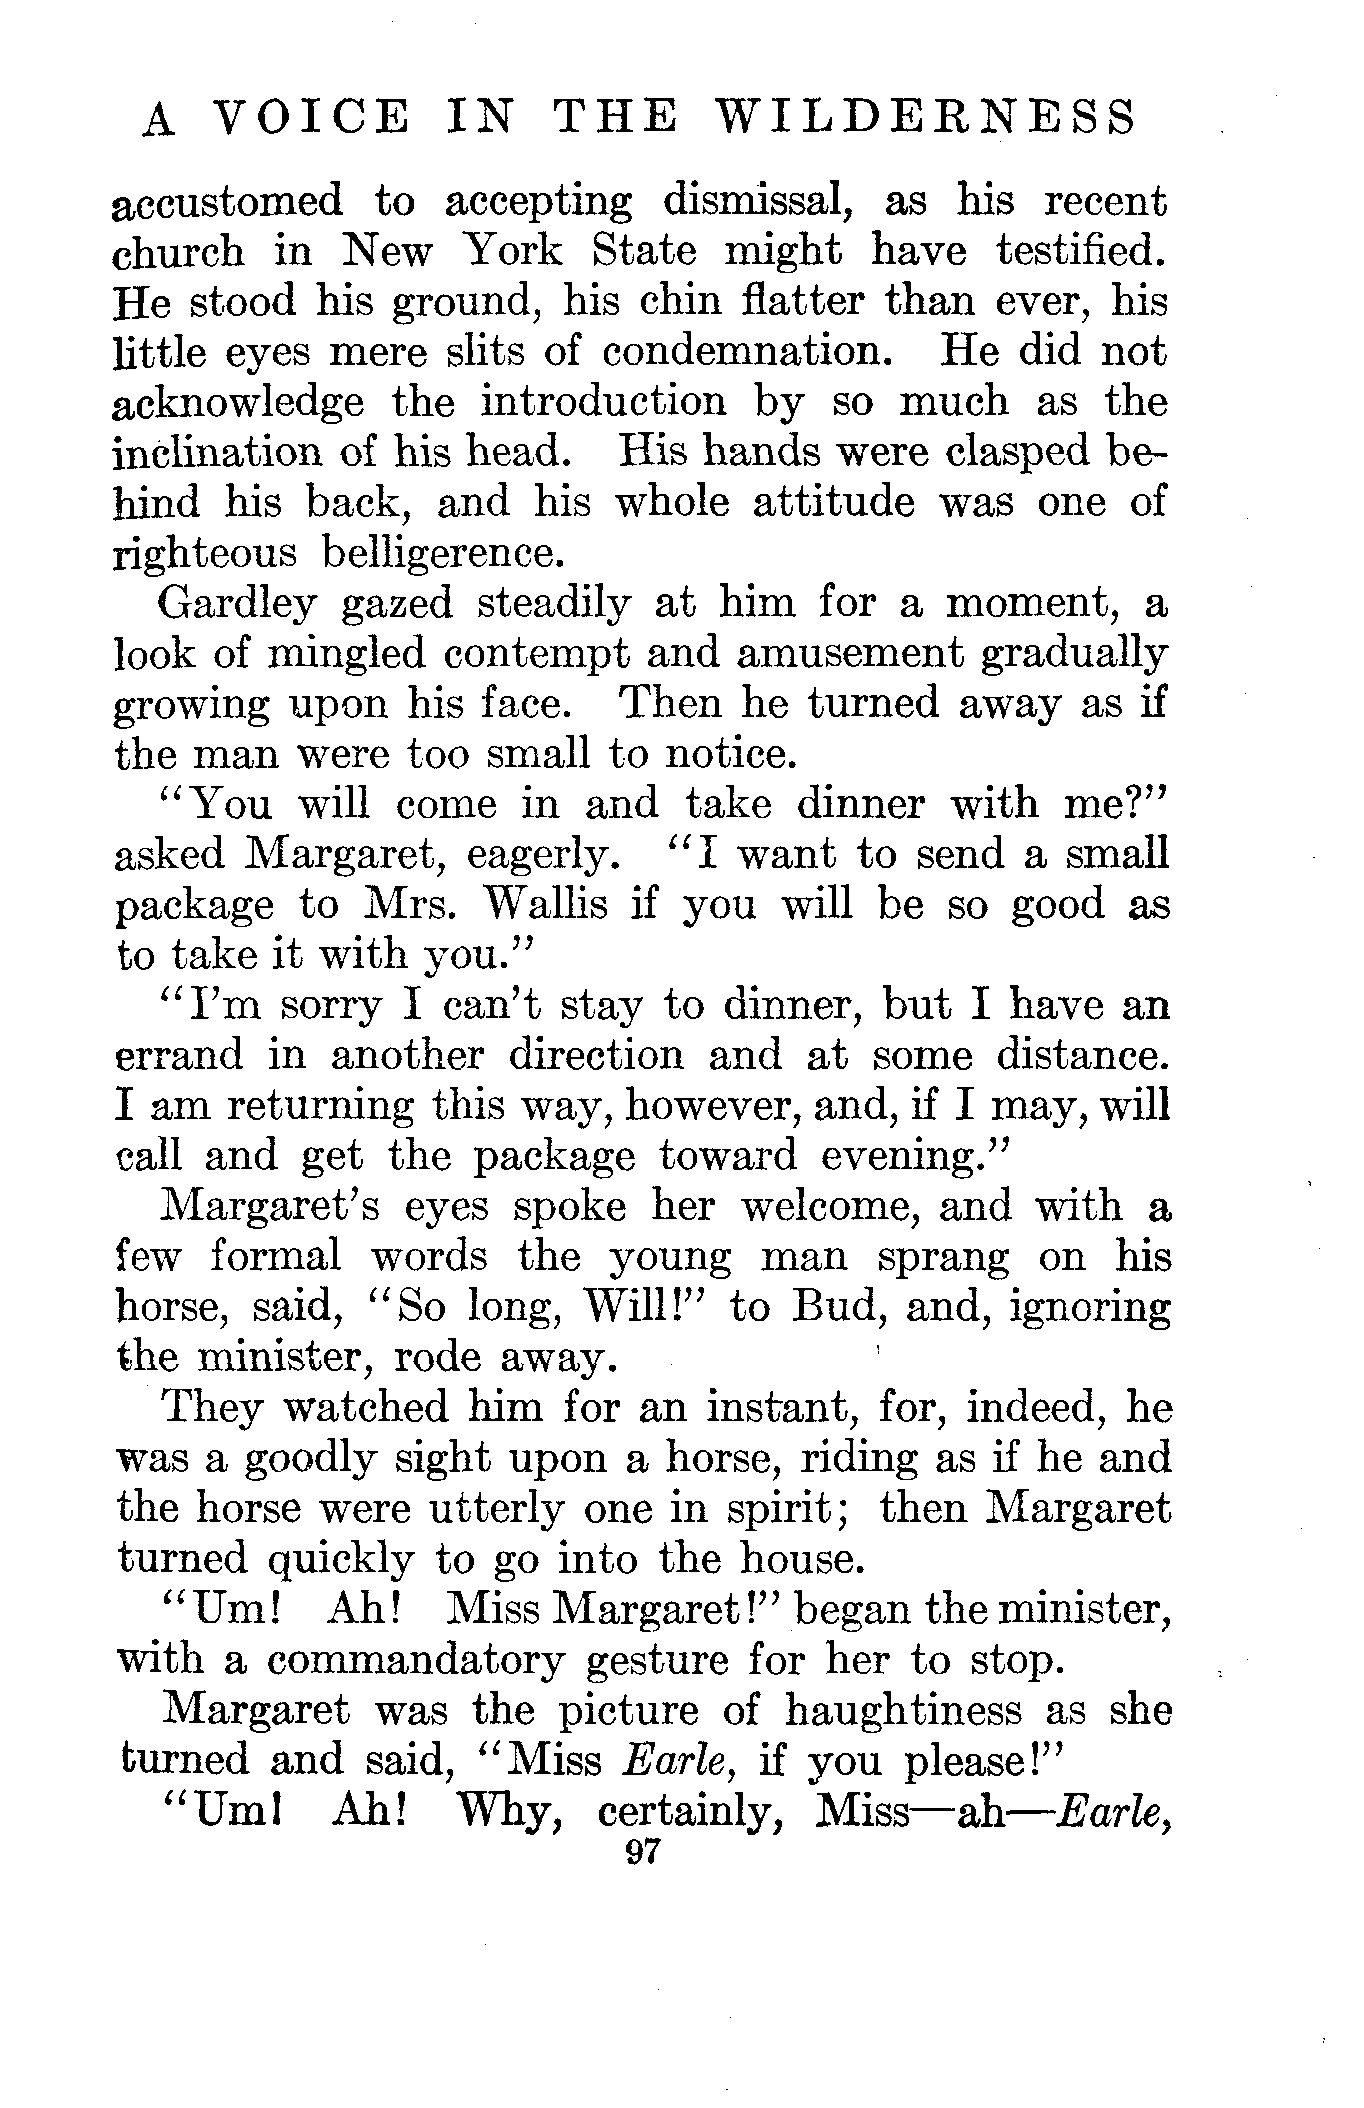 A VOICE IN THE WILDERNESS
accustomed to accepting dismissal, as his recent
church in New York State might have testified.
He stood his ground, his chin flatter than ever, his
little eyes mere slits of condemnation. He did not
acknowledge the introduction by so much as the
inclination of his head. His hands were clasped be-
hind his back, and his whole attitude was one of
righteous belligerence.
Gardley gazed steadily at him for a moment, a
look of mingled contempt and amusement gradually
growing upon his face. Then he turned away as if
the man were too small to notice.
"You will come in and take dinner with me?"
asked Margaret, eagerly. "I want to send a small
package to Mrs. Wallis if you will be so good as
to take it with you."
"I'm sorry I can't stay to dinner, but I have an
errand in another direction and at some distance.
I am returning this way, however, and, if I may, will
call and get the package toward evening."
Margaret's eyes spoke her welcome, and with a
few formal words the young man sprang on his
horse, said, "So long, Will!" to Bud, and, ignoring
the minister, rode away.
They watched him for an instant, for, indeed, he
was a goodly sight upon a horse, riding as if he and
the horse were utterly one in spirit; then Margaret
turned quickly to go into the house.
"Um! Ah! Miss Margaret!" began the minister,
with a commandatory gesture for her to stop.
Margaret was the picture of haughtiness as she
turned and said, "Miss Earle, if you please!"
"Um! Ah! Why, certainly, Miss—ah—Earle,
97